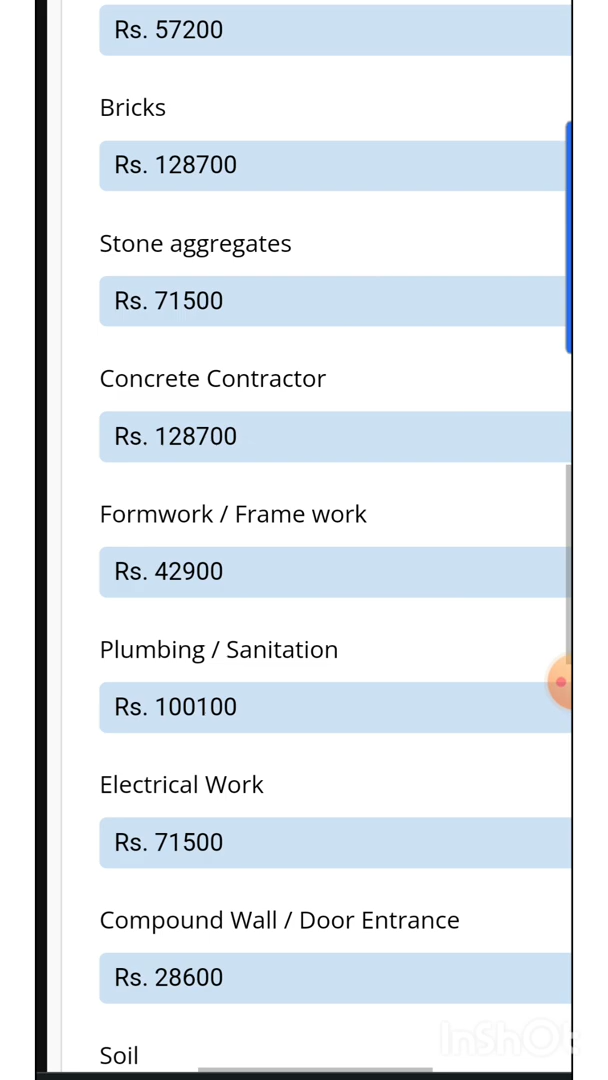 Rs. 57200
Bricks
Rs. 128700
Stone aggregates
Rs. 71500
Concrete Contractor
Rs. 128700
Formwork / Frame work
Rs. 42900
Plumbing / Sanitation
Rs. 100100
Electrical Work
Rs. 71500
Compound Wall / Door Entrance
Rs. 28600
Soil
InShOt